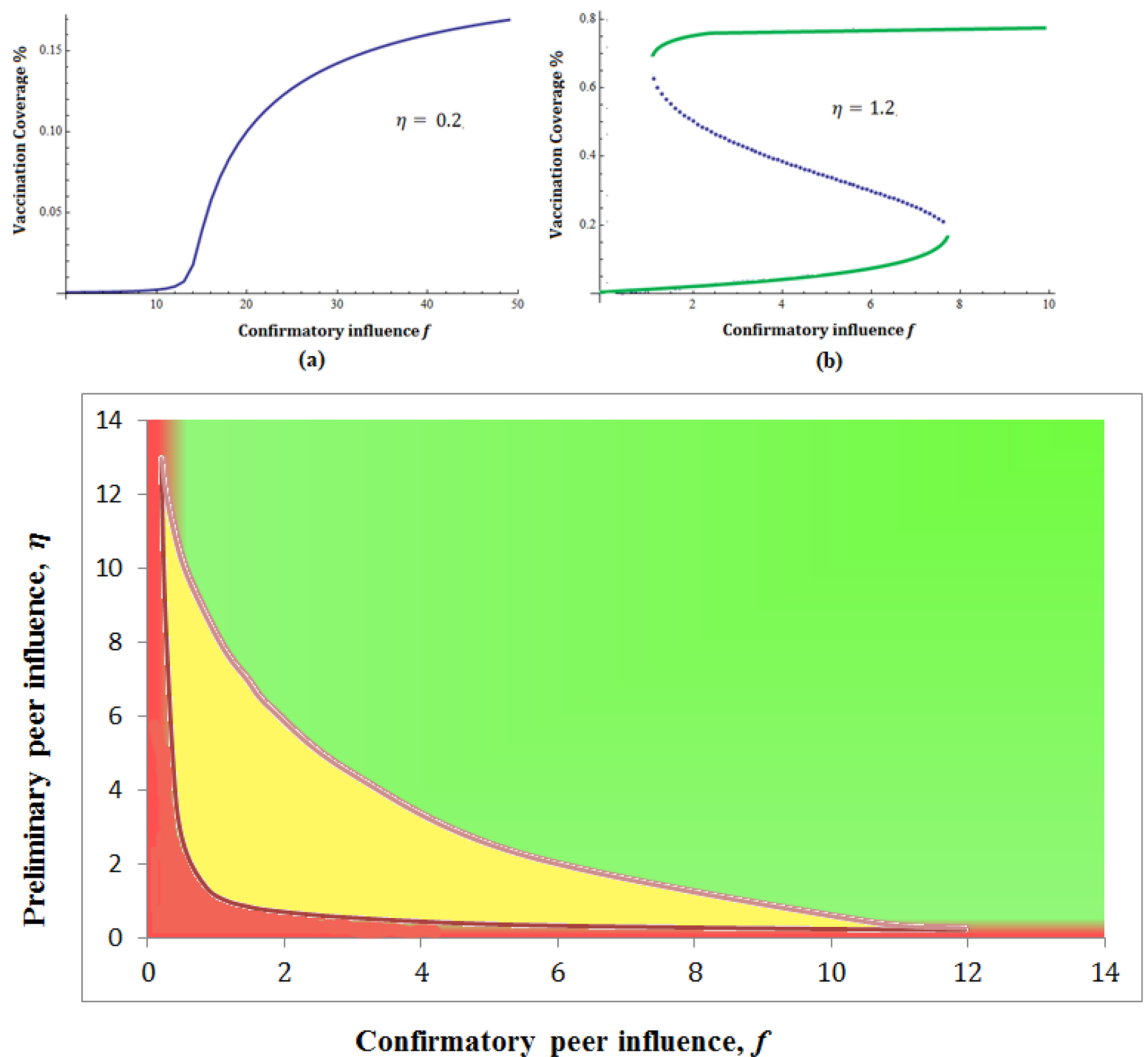 Vaccination Coverage %
0.15
0.10
0.05
η = 0.2
10 20 30 40 50
Confirmatory influence f
(a)
Vaccination Coverage %
0.8
0.6
0.4
0.2
η = 1.2
2 4 6 8 10
Confirmatory influence f
(b)
Preliminary peer influence, η
14
12
10
8
6
4
2
0
0 2 4 6 8 10 12 14
Confirmatory peer influence, f